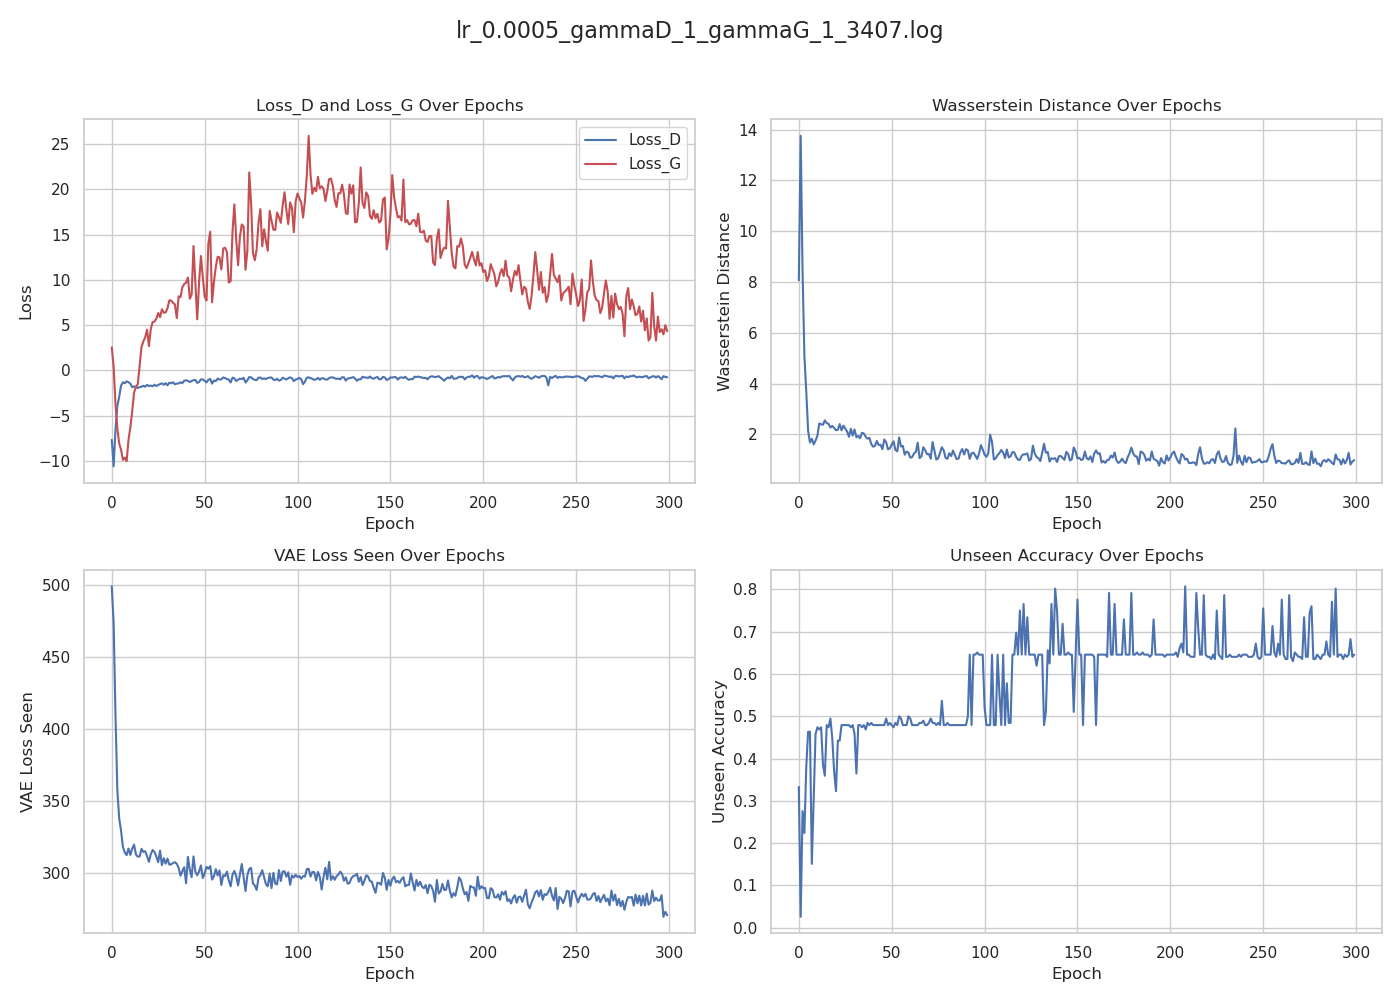 lr_0.0005_gammaD_1_gammaG_1_3407.log
Loss_D and Loss_G Over Epochs
Loss
25
20
15
10
5
0
−5
−10
Loss_D
Loss_G
0 50 100 150 200 250 300
Epoch
Wasserstein Distance Over Epochs
Wasserstein Distance
14
12
10
8
6
4
2
0 50 100 150 200 250 300
Epoch
VAE Loss Seen Over Epochs
VAE Loss Seen
500
450
400
350
300
0 50 100 150 200 250 300
Epoch
Unseen Accuracy Over Epochs
Unseen Accuracy
0.8
0.7
0.6
0.5
0.4
0.3
0.2
0.1
0.0
0 50 100 150 200 250 300
Epoch